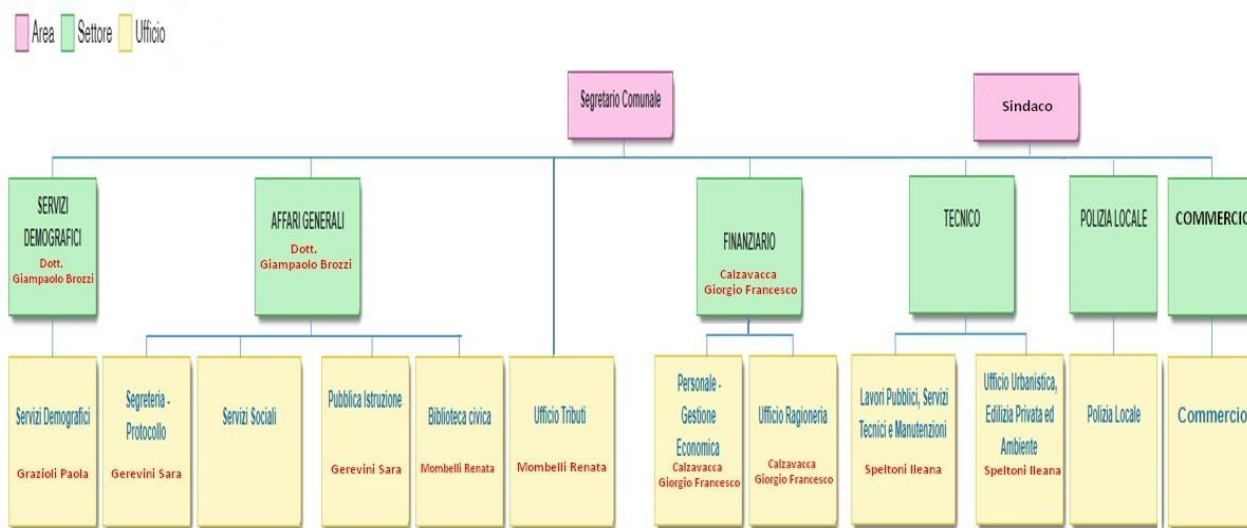 Area Settore Ufficio
Segretario Comunale
Sindaco
SERVIZI
DEMOGRAFICI
Dott.
Giampaolo Brozzi
AFFARI GENERALI
Dott.
Giampaolo Brozzi
FINANZIARIO
Calzavacca
Giorgio Francesco
TECNICO
POLIZIA LOCALE
COMMERCIO
Servizi Demografici
Grazioli Paola
Segreteria -
Protocollo
Gerevini Sara
Servizi Sociali
Pubblica Istruzione
Gerevini Sara
Biblioteca civica
Mombelli Renata
Ufficio Tributi
Mombelli Renata
Personale -
Gestione
Economica
Calzavacca
Giorgio Francesco
Ufficio Ragioneria
Calzavacca
Giorgio Francesco
Lavori Pubblici, Servizi
Tecnici e Manutenzioni
Speltoni Ileana
Ufficio Urbanistica,
Edilizia Privata ed
Ambiente
Speltoni Ileana
Polizia Locale
Commercio